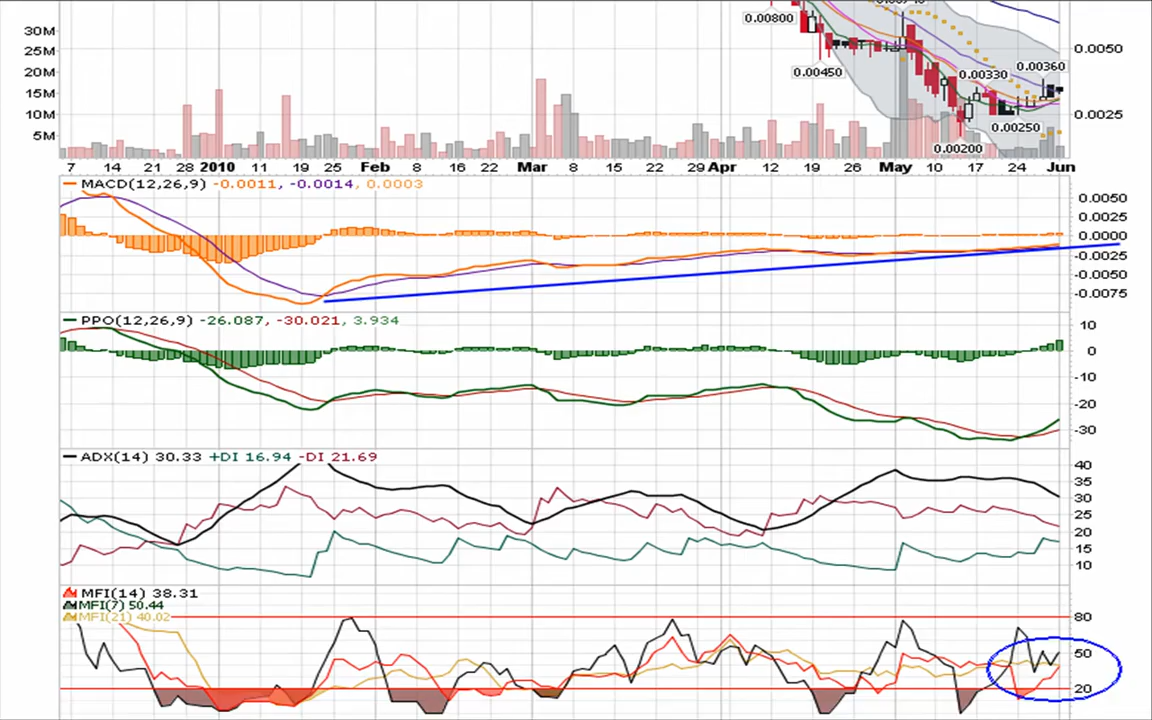 0.00800
30M
25M
20M
15M
10M
5M
0.0050
0.0025
0.00450
0.00330
0.00360
0.00250
0.00200
7 14 21 28 2010 11 19 25 Feb 8 16 22 Mar 8 15 22 29 Apr 12 19 26 May 10 17 24 Jun
MACD(12,26,9) -0.0011, -0.0014, 0.0003
0.0050
0.0025
0.0000
-0.0025
-0.0050
-0.0075
PPO(12,26,9) -26.087, -30.021, 3.934
10
0
-10
-20
-30
ADX(14) 30.33 +DI 16.94 -DI 21.69
40
35
30
25
20
15
10
MFI(14) 38.31
MFI(7) 50.44
MFI(21) 40.02
80
50
20